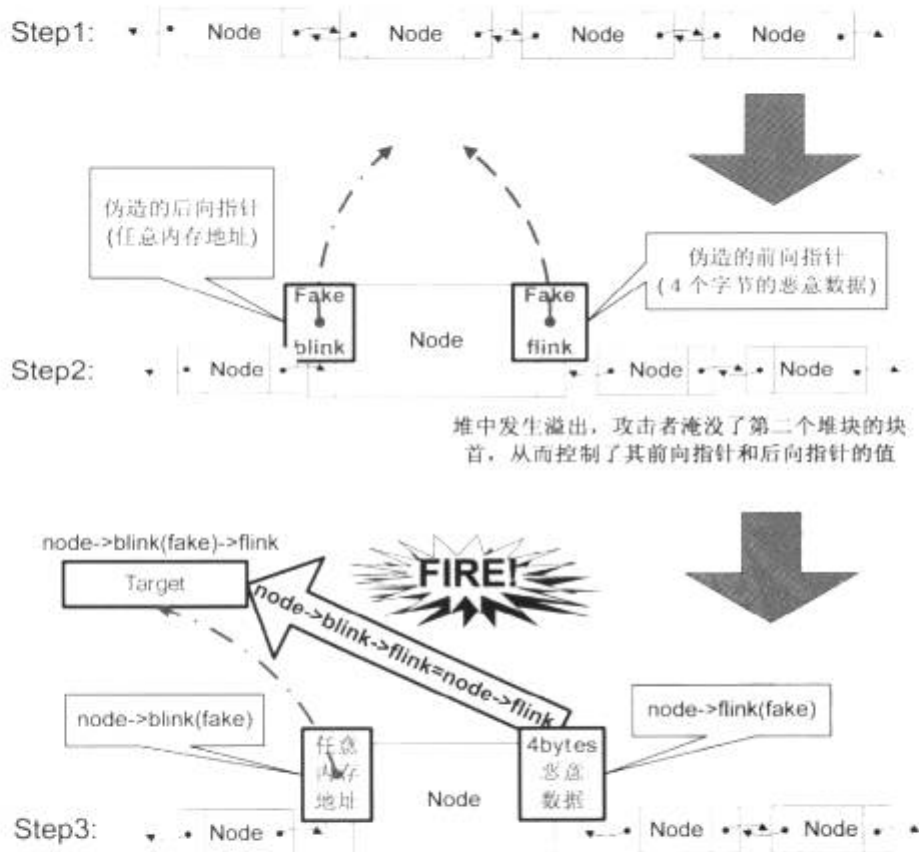 Step1:
Node
Node
Node
Node
伪造的后向指针
(任意内存地址)
伪造的前向指针
(4个字节的恶意数据)
Fake
blink
Node
Fake
flink
Step2:
Node
Node
Node
堆中发生溢出，攻击者淹没了第二个堆块的块
首，从而控制了其前向指针和后向指针的值
node->blink(fake)->flink
Target
FIRE!
node->blink->flink=node->flink
node->blink(fake)
node->flink(fake)
任意
内存
地址
Node
4bytes
恶意
数据
Step3:
Node
Node
Node